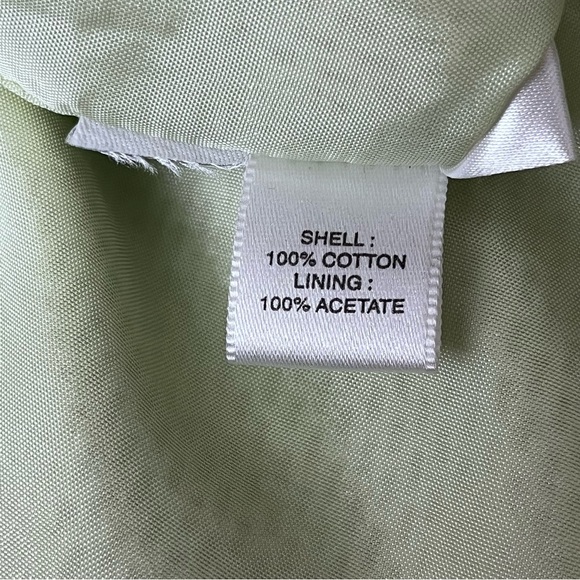 SHELL :
100% COTTON
LINING :
100% ACETATE